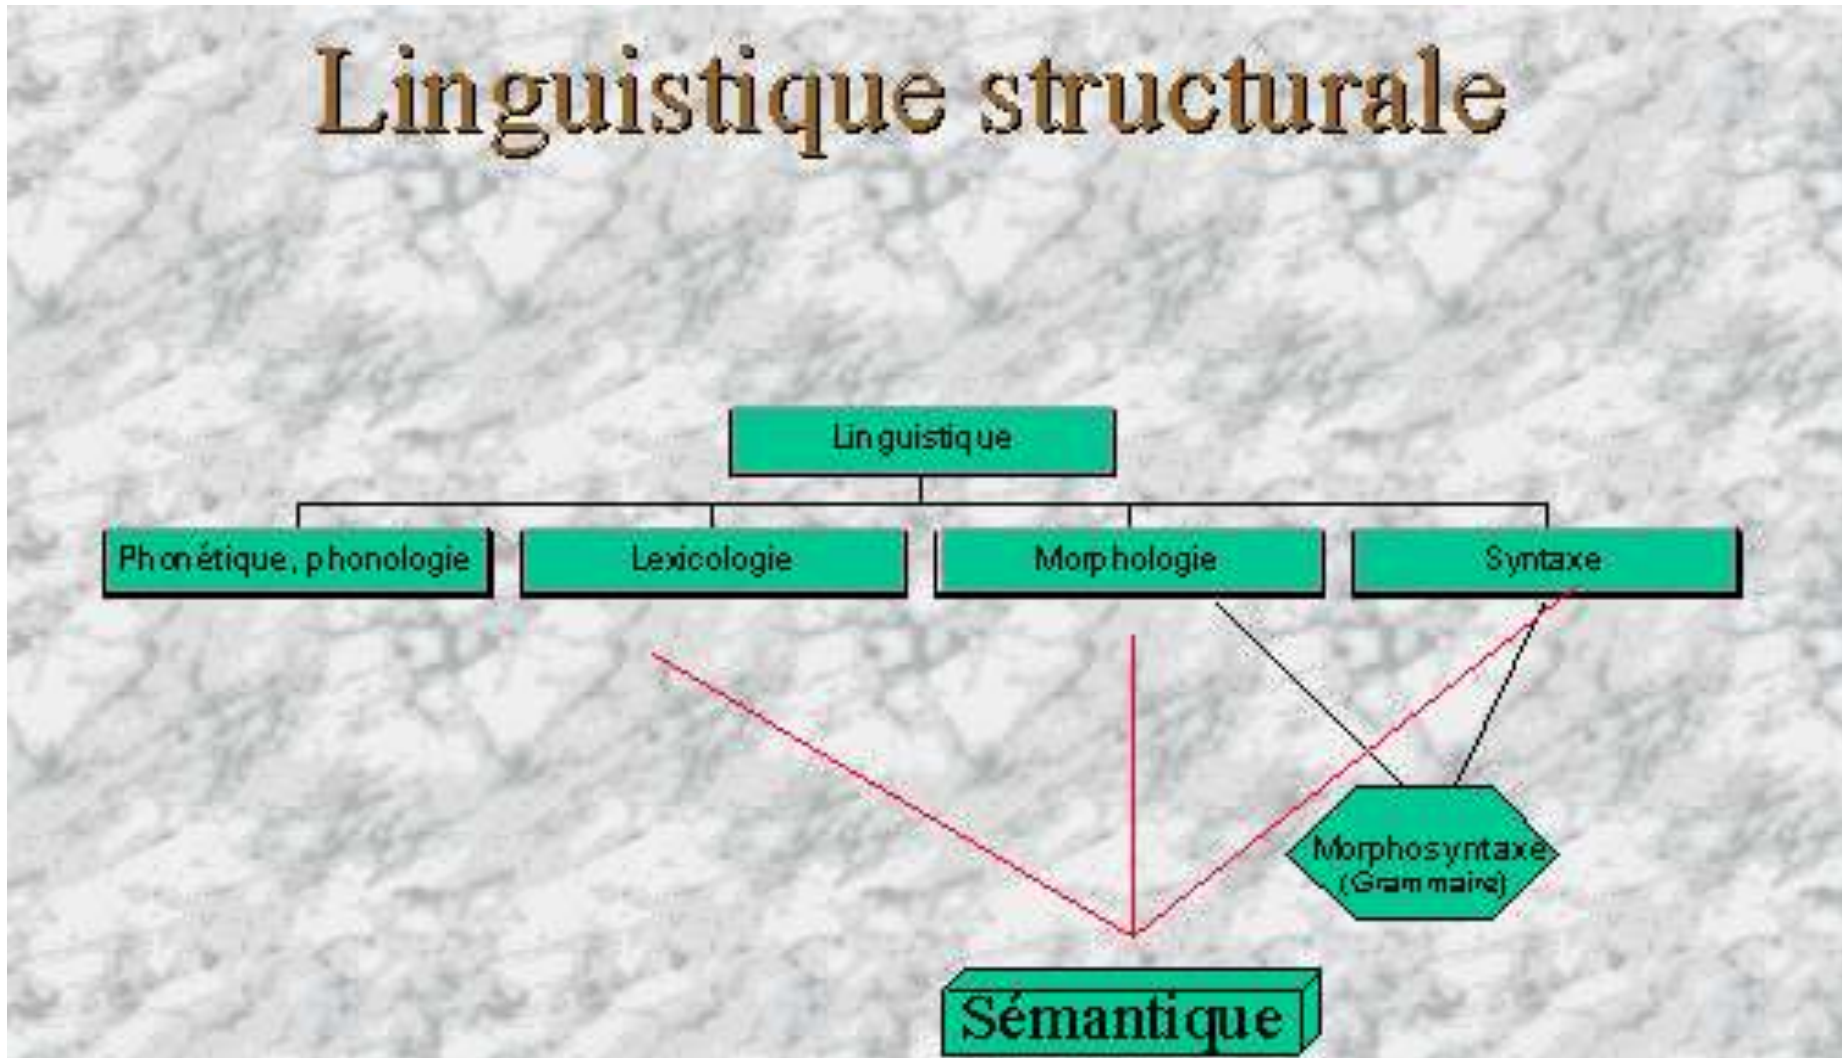 Linguistique structurale
Linguistique
Phonétique, phonologie
Lexicologie
Morphologie
Syntaxe
Morphosyntaxe
(Grammaire)
Sémantique